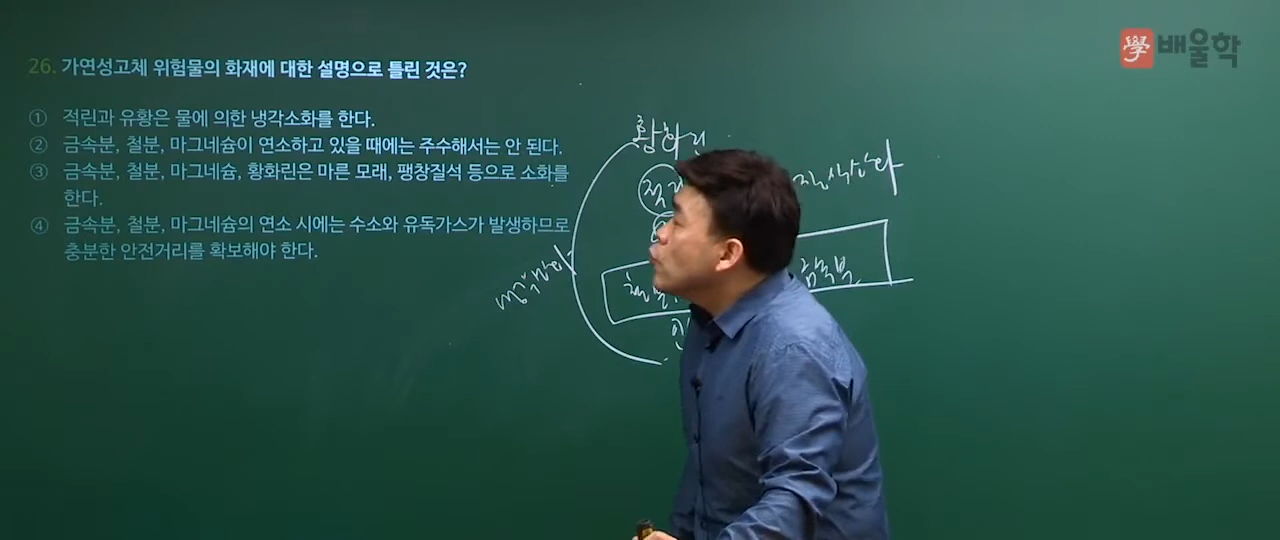 學 배울학
26. 가연성고체 위험물의 화재에 대한 설명으로 틀린 것은?
① 적린과 유황은 물에 의한 냉각소화를 한다.
② 금속분, 철분, 마그네슘이 연소하고 있을 때에는 주수해서는 안 된다.
③ 금속분, 철분, 마그네슘, 황화린은 마른 모래, 팽창질석 등으로 소화를
한다.
④ 금속분, 철분, 마그네슘의 연소 시에는 수소와 유독가스가 발생하므로
충분한 안전거리를 확보해야 한다.
황화린
금속분